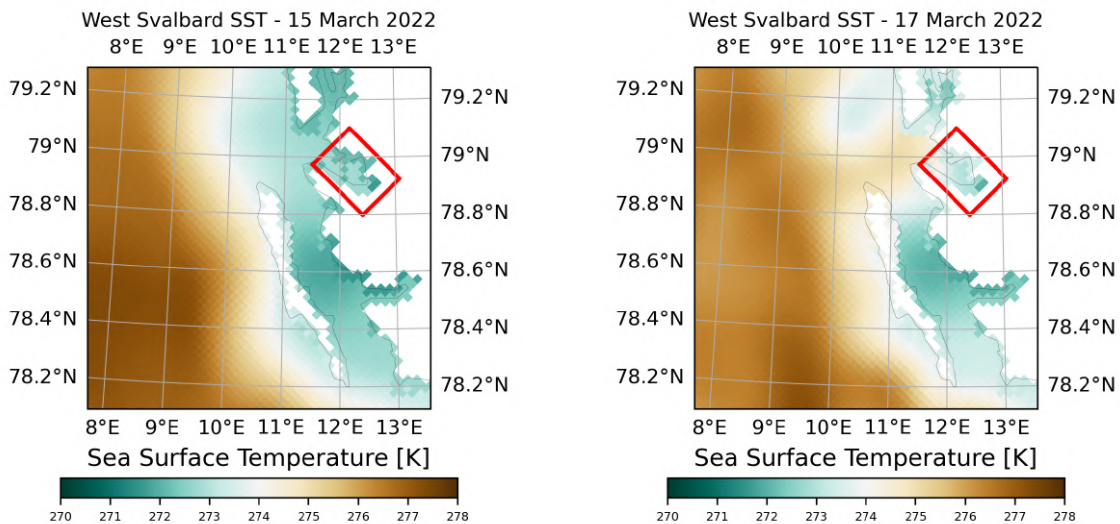 West Svalbard SST - 15 March 2022
8°E 9°E 10°E 11°E 12°E 13°E
79.2°N
79°N
78.8°N
78.6°N
78.4°N
78.2°N
79.2°N
79°N
78.8°N
78.6°N
78.4°N
78.2°N
8°E 9°E 10°E 11°E 12°E 13°E
Sea Surface Temperature [K]
270 271 272 273 274 275 276 277 278
West Svalbard SST - 17 March 2022
8°E 9°E 10°E 11°E 12°E 13°E
79.2°N
79°N
78.8°N
78.6°N
78.4°N
78.2°N
79.2°N
79°N
78.8°N
78.6°N
78.4°N
78.2°N
8°E 9°E 10°E 11°E 12°E 13°E
Sea Surface Temperature [K]
270 271 272 273 274 275 276 277 278